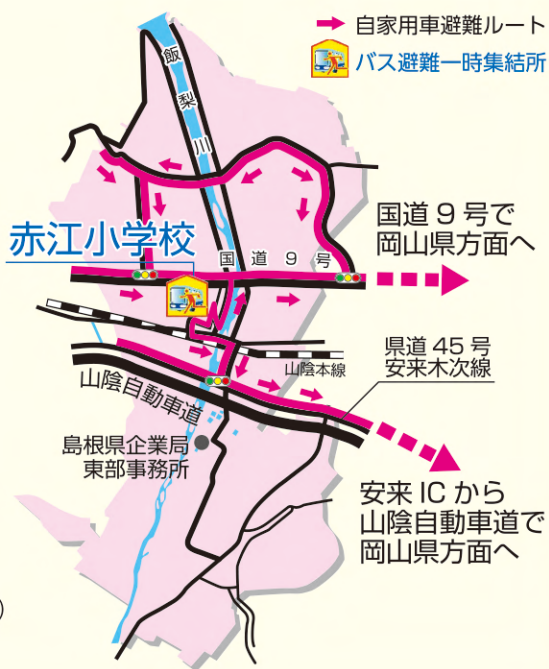 自家用車避難ルート
バス避難一時集結所
飯梨川
国道9号で
岡山県方面へ
赤江小学校
国道9号
県道45号
安来木次線
山陰本線
山陰自動車道
島根県企業局
東部事務所
安来ICから
山陰自動車道で
岡山県方面へ
)